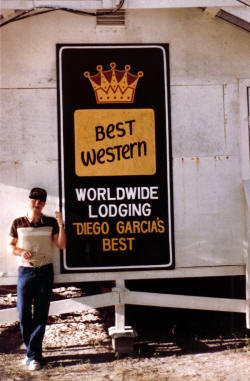 BEST
WESTERN
WORLDWIDE
LODGING
DIEGO GARCIA'S
BEST